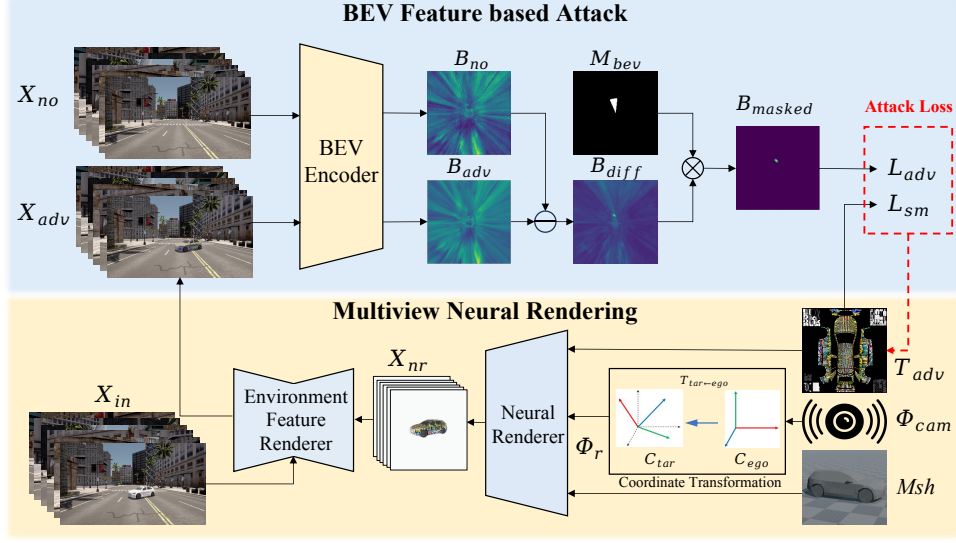 BEV Feature based Attack
X_no
X_adv
BEV
Encoder
B_no
B_adv
M_bev
B_diff
B_masked
Attack Loss
L_adv
L_sm
Multiview Neural Rendering
X_in
Environment
Feature
Renderer
X_nr
Neural
Renderer
Φ_r
T_tar←ego
C_tar
C_ego
Coordinate Transformation
T_adv
Φ_cam
Msh